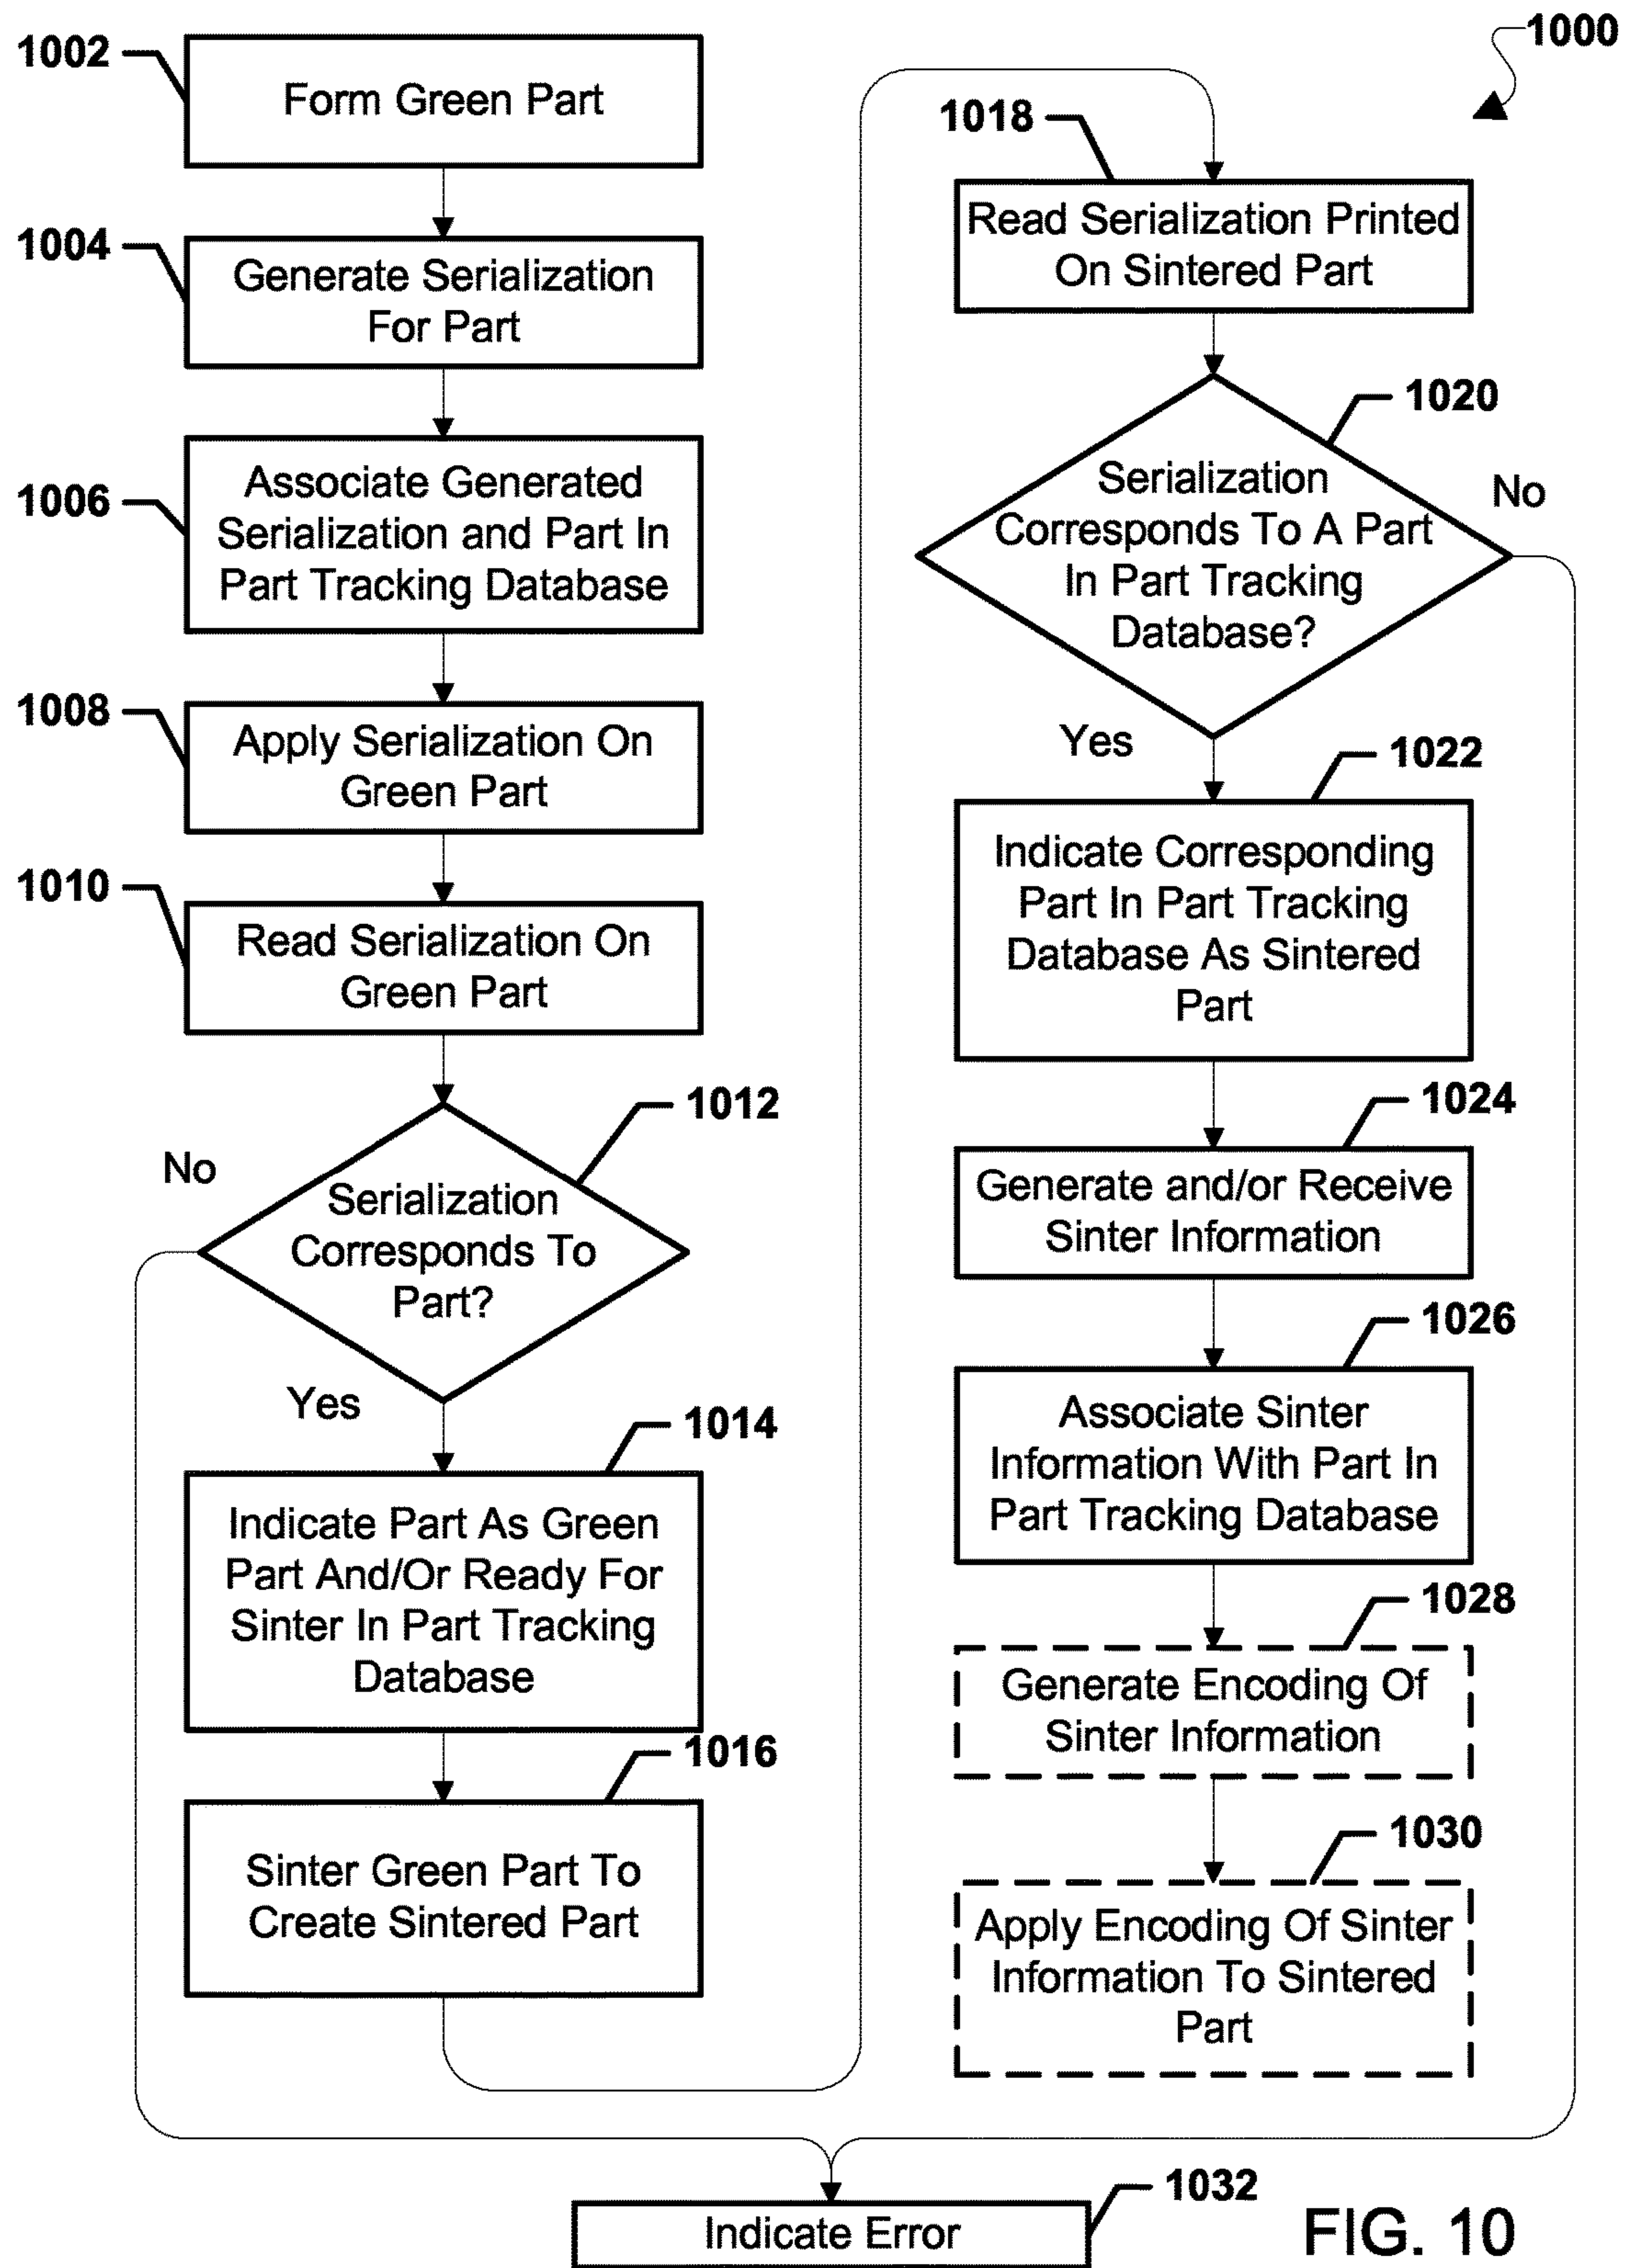 1000
1002
Form Green Part
1004
Generate Serialization
For Part
1006
Associate Generated
Serialization and Part In
Part Tracking Database
1008
Apply Serialization On
Green Part
1010
Read Serialization On
Green Part
1012
No
Serialization
Corresponds To
Part?
Yes
1014
Indicate Part As Green
Part And/Or Ready For
Sinter In Part Tracking
Database
1016
Sinter Green Part To
Create Sintered Part
1018
Read Serialization Printed
On Sintered Part
1020
Serialization
Corresponds To A Part
In Part Tracking
Database?
No
Yes
1022
Indicate Corresponding
Part In Part Tracking
Database As Sintered
Part
1024
Generate and/or Receive
Sinter Information
1026
Associate Sinter
Information With Part In
Part Tracking Database
1028
Generate Encoding Of
Sinter Information
1030
Apply Encoding Of Sinter
Information To Sintered
Part
1032
Indicate Error
FIG. 10